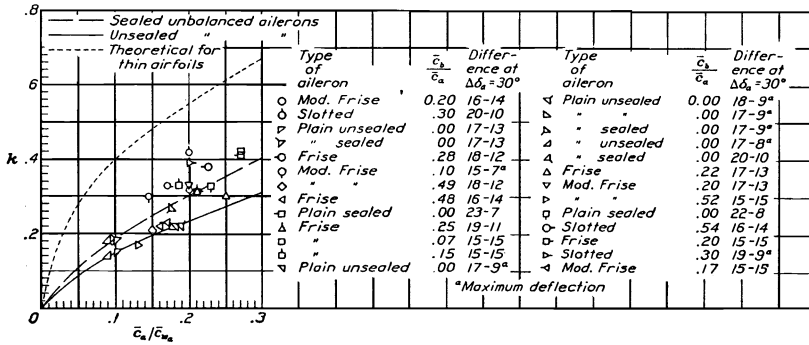 Sealed unbalanced ailerons
Unsealed " "
Theoretical for
thin airfoils
.8
.6
k .4
.2
0 .1 .2 .3
c̄a/c̄wa
Type of aileron c̄b/c̄a Difference at Δδa=30°
Mod. Frise 0.20 16-14
Slotted .30 20-10
Plain unsealed .00 17-13
" sealed 00 17-13
Frise .28 18-12
Mod. Frise .10 15-7ᵃ
" " .49 18-12
Frise .48 16-14
Plain sealed .00 23-7
Frise .25 19-11
" .07 15-15
" .15 15-15
Plain unsealed .00 17-9ᵃ
Type of aileron c̄b/c̄a Difference at Δδa=30°
Plain unsealed 0.00 18-9ᵃ
" " .00 17-9ᵃ
" sealed .00 17-9ᵃ
" unsealed .00 17-8ᵃ
" sealed .00 20-10
Frise .22 17-13
Mod. Frise .20 17-13
" " .52 15-15
Plain sealed .00 22-8
Slotted .54 16-14
Frise .20 15-15
Slotted .30 19-9ᵃ
Mod. Frise .17 15-15
ᵃMaximum deflection